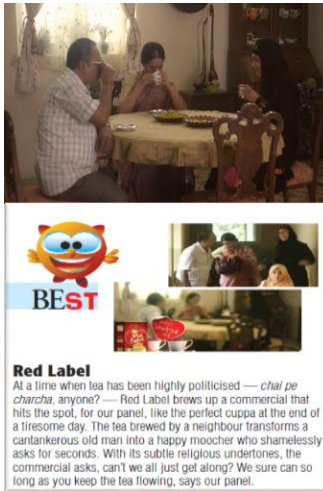 BEST
Red Label
At a time when tea has been highly politicised — chai pe
charcha, anyone? — Red Label brews up a commercial that
hits the spot, for our panel, like the perfect cuppa at the end of
a tiresome day. The tea brewed by a neighbour transforms a
cantankerous old man into a happy moocher who shamelessly
asks for seconds. With its subtle religious undertones, the
commercial asks, can't we all just get along? We sure can so
long as you keep the tea flowing, says our panel.